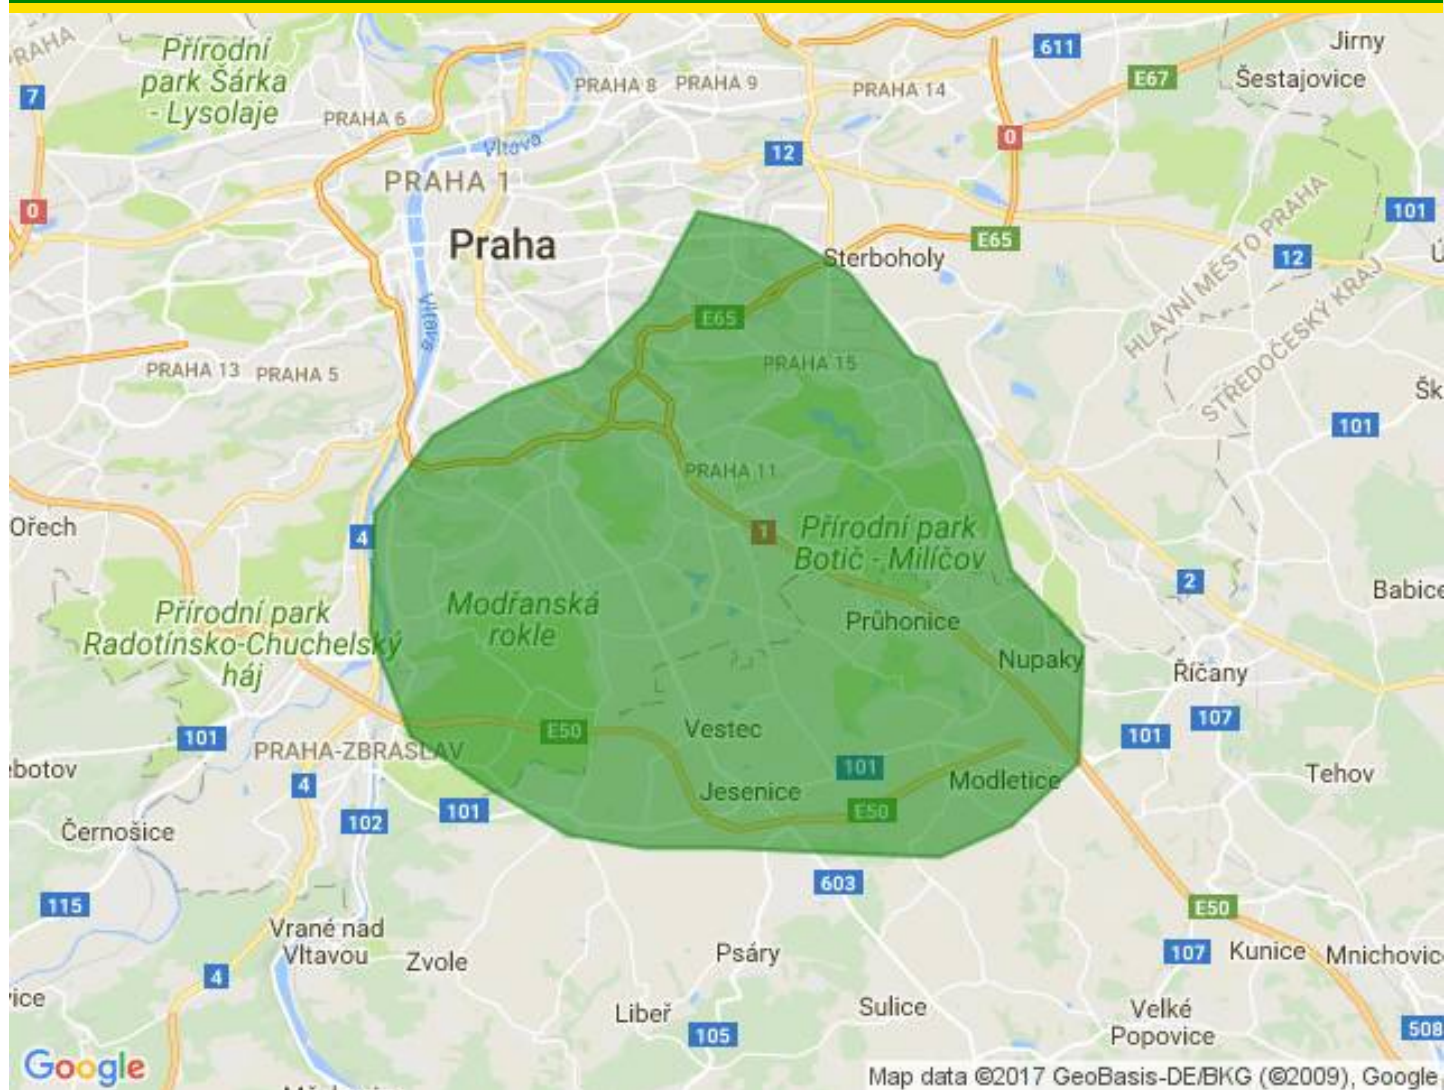 Přírodní
park Šárka
- Lysolaje
PRAHA
611
Jirny
Šestajovice
E67
PRAHA 8
PRAHA 9
PRAHA 14
7
PRAHA 6
0
12
Vltava
PRAHA 1
0
101
Praha
E65
Sterboholy
12
HLAVNÍ MĚSTO PRAHA
STŘEDOČESKÝ KRAJ
E65
Vltava
PRAHA 13
PRAHA 5
PRAHA 15
101
PRAHA 11
Ořech
4
1
Přírodní park
Botič - Milíčov
2
Babice
Modřanská
rokle
Přírodní park
Radotínsko-Chuchelský
háj
Průhonice
Nupaky
Říčany
107
101
101
PRAHA-ZBRASLAV
E50
Vestec
101
Modletice
Tehov
4
Jesenice
E50
101
102
Černošice
603
115
E50
Vrané nad
Vltavou
Zvole
Psáry
107
Kunice
Mnichovic
4
Libeř
Sulice
Velké
Popovice
105
508
Google
Map data ©2017 GeoBasis-DE/BKG (©2009), Google